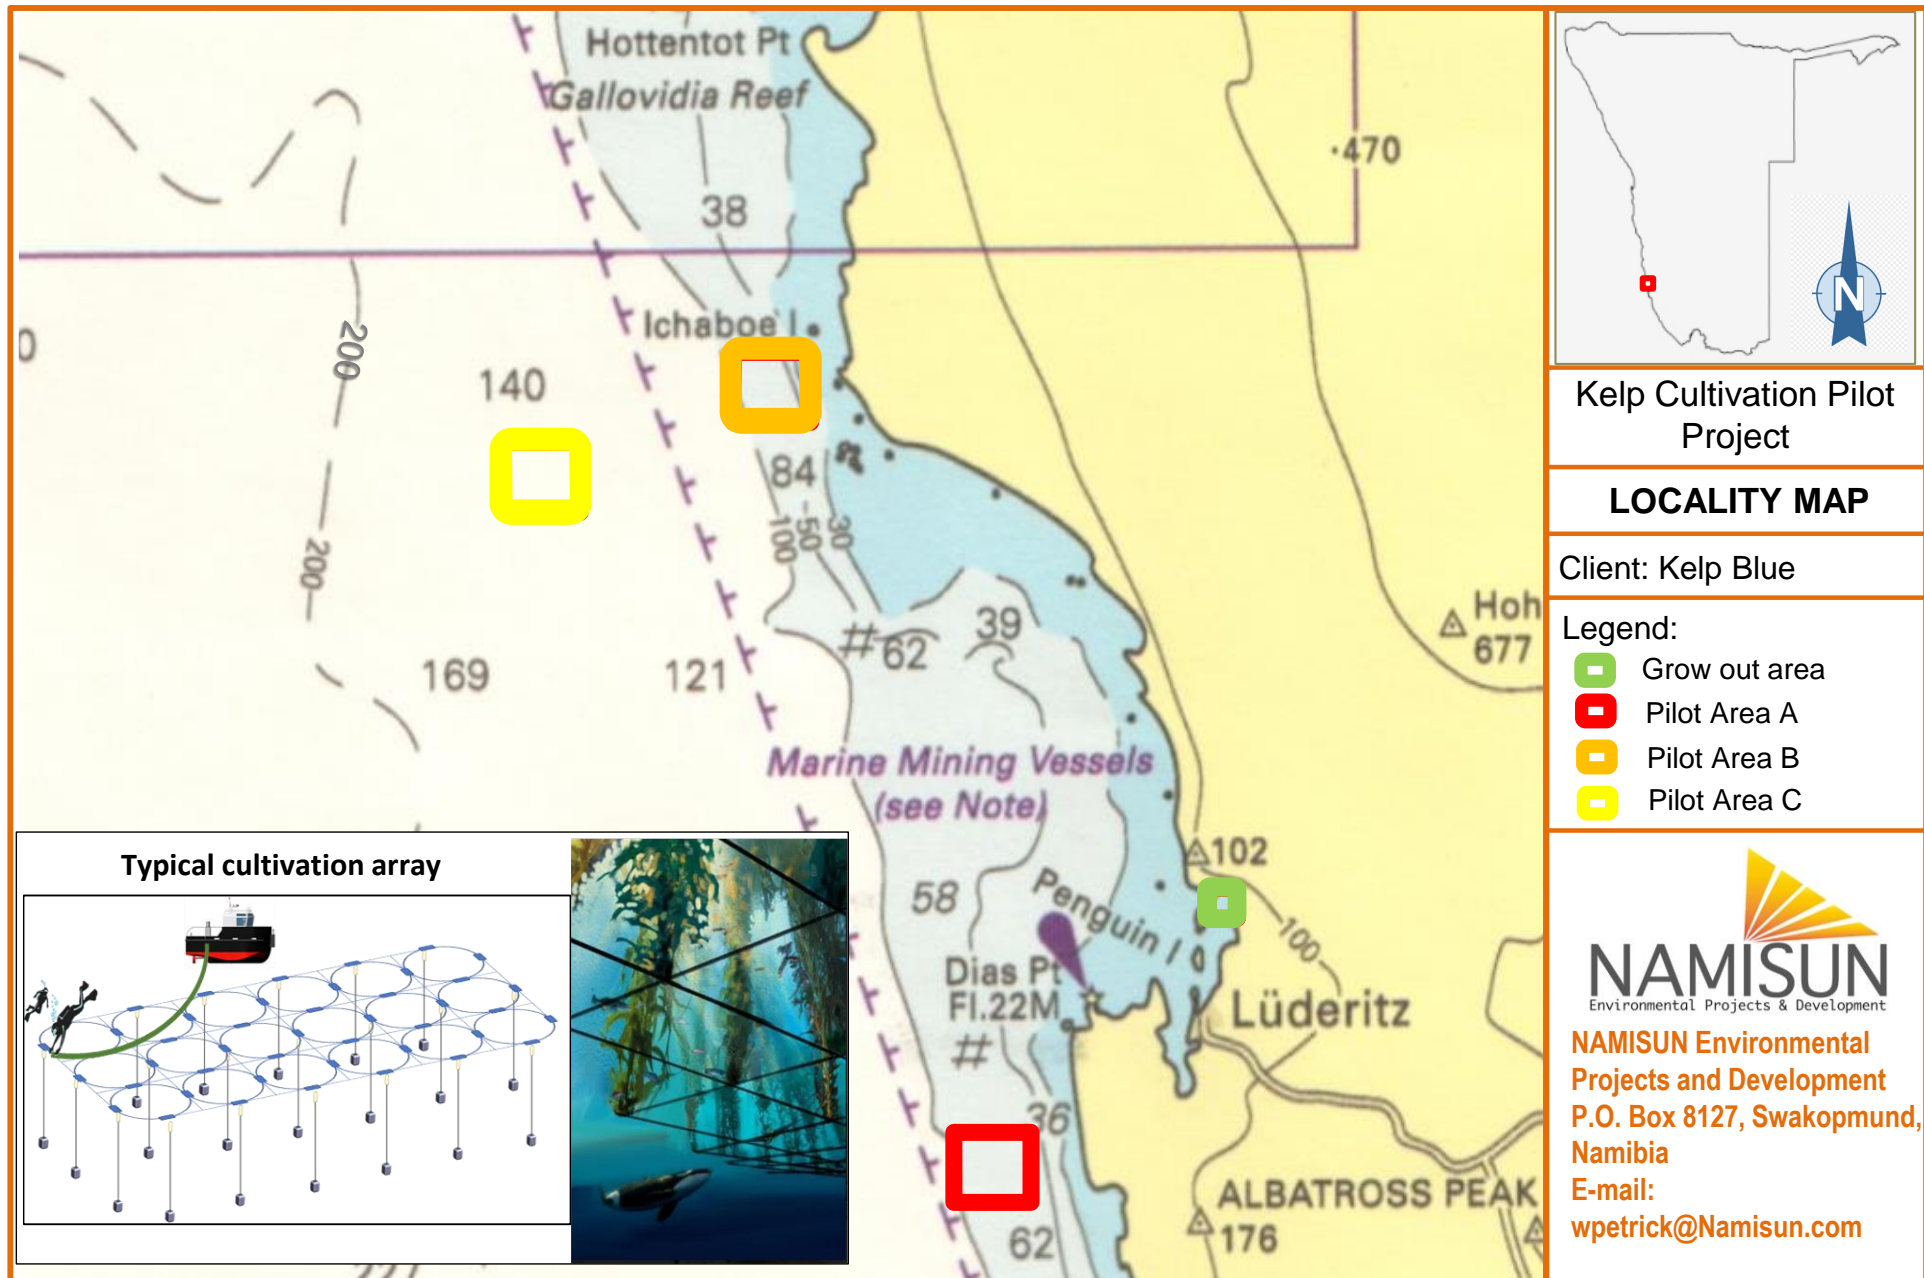 Hottentot Pt
Gallovidia Reef
·470
38
200
Ichaboe I
0
140
84
100
50
30
200
39
#62
Hoh
677
169
121
Marine Mining Vessels
(see Note)
102
58
Penguin I
100
Dias Pt
Fl.22M
Lüderitz
#
36
ALBATROSS PEAK
176
62
Typical cultivation array
N
Kelp Cultivation Pilot
Project
LOCALITY MAP
Client: Kelp Blue
Legend:
Grow out area
Pilot Area A
Pilot Area B
Pilot Area C
NAMISUN
Environmental Projects & Development
NAMISUN Environmental
Projects and Development
P.O. Box 8127, Swakopmund,
Namibia
E-mail:
wpetrick@Namisun.com